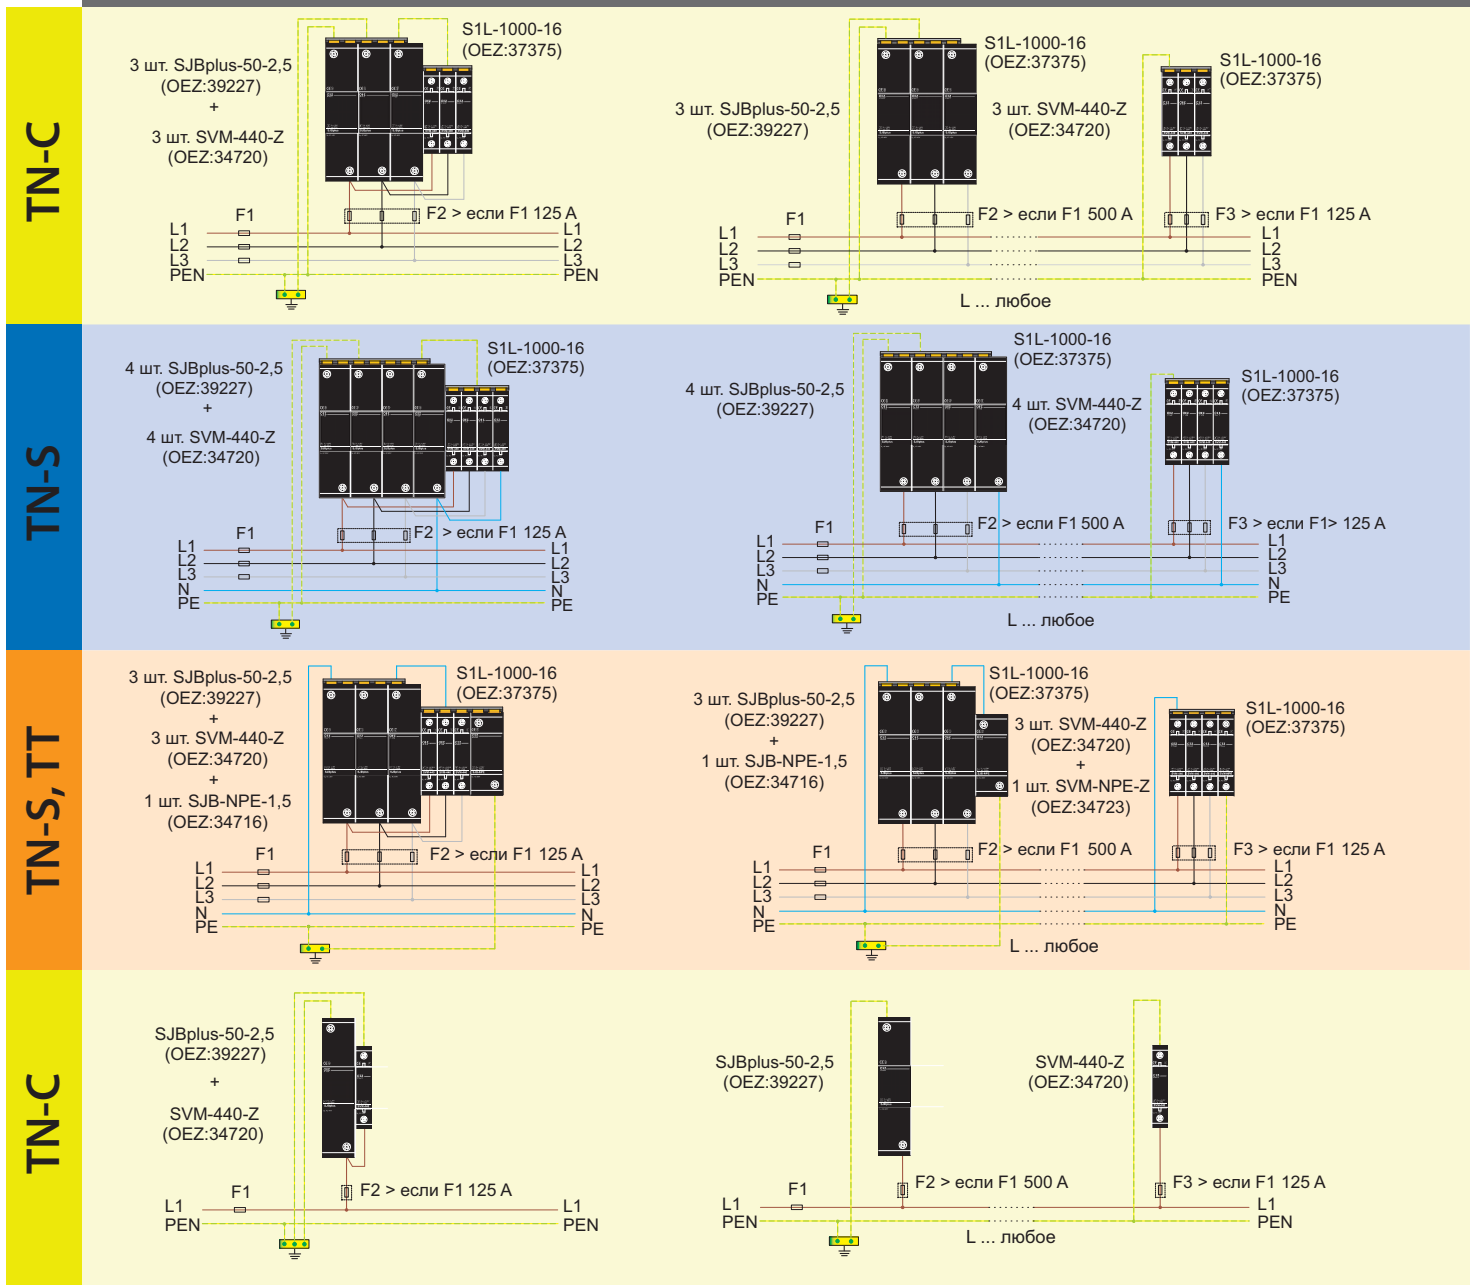 TN-C
3 шт. SJBplus-50-2,5
(OEZ:39227)
+
3 шт. SVM-440-Z
(OEZ:34720)
S1L-1000-16
(OEZ:37375)
F1
F2 > если F1 125 A
L1
L2
L3
PEN
L1
L2
L3
PEN
3 шт. SJBplus-50-2,5
(OEZ:39227)
S1L-1000-16
(OEZ:37375)
3 шт. SVM-440-Z
(OEZ:34720)
S1L-1000-16
(OEZ:37375)
F1
F2 > если F1 500 A
F3 > если F1 125 A
L1
L2
L3
PEN
L1
L2
L3
PEN
L ... любое
TN-S
4 шт. SJBplus-50-2,5
(OEZ:39227)
+
4 шт. SVM-440-Z
(OEZ:34720)
S1L-1000-16
(OEZ:37375)
F1
F2 > если F1 125 A
L1
L2
L3
N
PE
L1
L2
L3
N
PE
4 шт. SJBplus-50-2,5
(OEZ:39227)
S1L-1000-16
(OEZ:37375)
4 шт. SVM-440-Z
(OEZ:34720)
S1L-1000-16
(OEZ:37375)
F1
F2 > если F1 500 A
F3 > если F1> 125 A
L1
L2
L3
N
PE
L1
L2
L3
N
PE
L ... любое
TN-S, TT
3 шт. SJBplus-50-2,5
(OEZ:39227)
+
3 шт. SVM-440-Z
(OEZ:34720)
+
1 шт. SJB-NPE-1,5
(OEZ:34716)
S1L-1000-16
(OEZ:37375)
F1
F2 > если F1 125 A
L1
L2
L3
N
PE
L1
L2
L3
N
PE
3 шт. SJBplus-50-2,5
(OEZ:39227)
+
1 шт. SJB-NPE-1,5
(OEZ:34716)
S1L-1000-16
(OEZ:37375)
3 шт. SVM-440-Z
(OEZ:34720)
+
1 шт. SVM-NPE-Z
(OEZ:34723)
S1L-1000-16
(OEZ:37375)
F1
F2 > если F1 500 A
F3 > если F1 125 A
L1
L2
L3
N
PE
L1
L2
L3
N
PE
L ... любое
TN-C
SJBplus-50-2,5
(OEZ:39227)
+
SVM-440-Z
(OEZ:34720)
F1
F2 > если F1 125 A
L1
PEN
L1
PEN
SJBplus-50-2,5
(OEZ:39227)
SVM-440-Z
(OEZ:34720)
F1
F2 > если F1 500 A
F3 > если F1 125 A
L1
PEN
L1
PEN
L ... любое